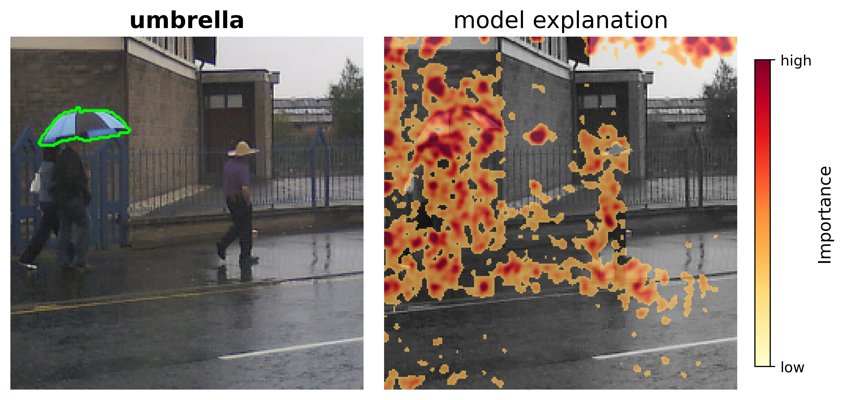 umbrella
model explanation
high
Importance
low